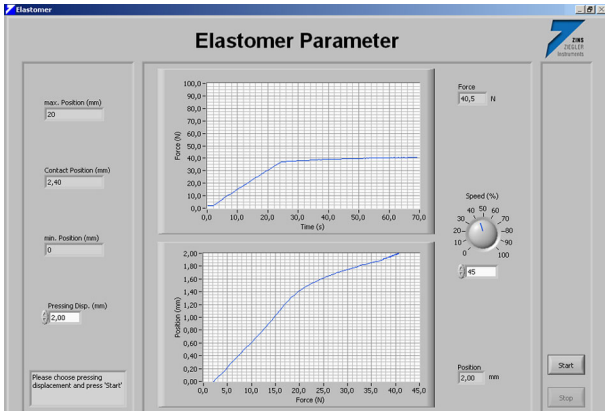 Elastomer
Elastomer Parameter
ZINS
ZIEGLER
Instruments
max. Position (mm)
20
Contact Position (mm)
2,40
min. Position (mm)
0
Pressing Disp. (mm)
2,00
Please choose pressing
displacement and press 'Start'
100,0
90,0
80,0
70,0
60,0
50,0
40,0
30,0
20,0
10,0
0,0
Force (N)
0,0 10,0 20,0 30,0 40,0 50,0 60,0 70,0
Time (s)
2,00
1,80
1,60
1,40
1,20
1,00
0,80
0,60
0,40
0,20
0,00
Position (mm)
0,0 5,0 10,0 15,0 20,0 25,0 30,0 35,0 40,0 45,0
Force (N)
Force
40,5 N
Speed (%)
0 10 20 30 40 50 60 70 80 90 100
45
Position
2,00 mm
Start
Stop